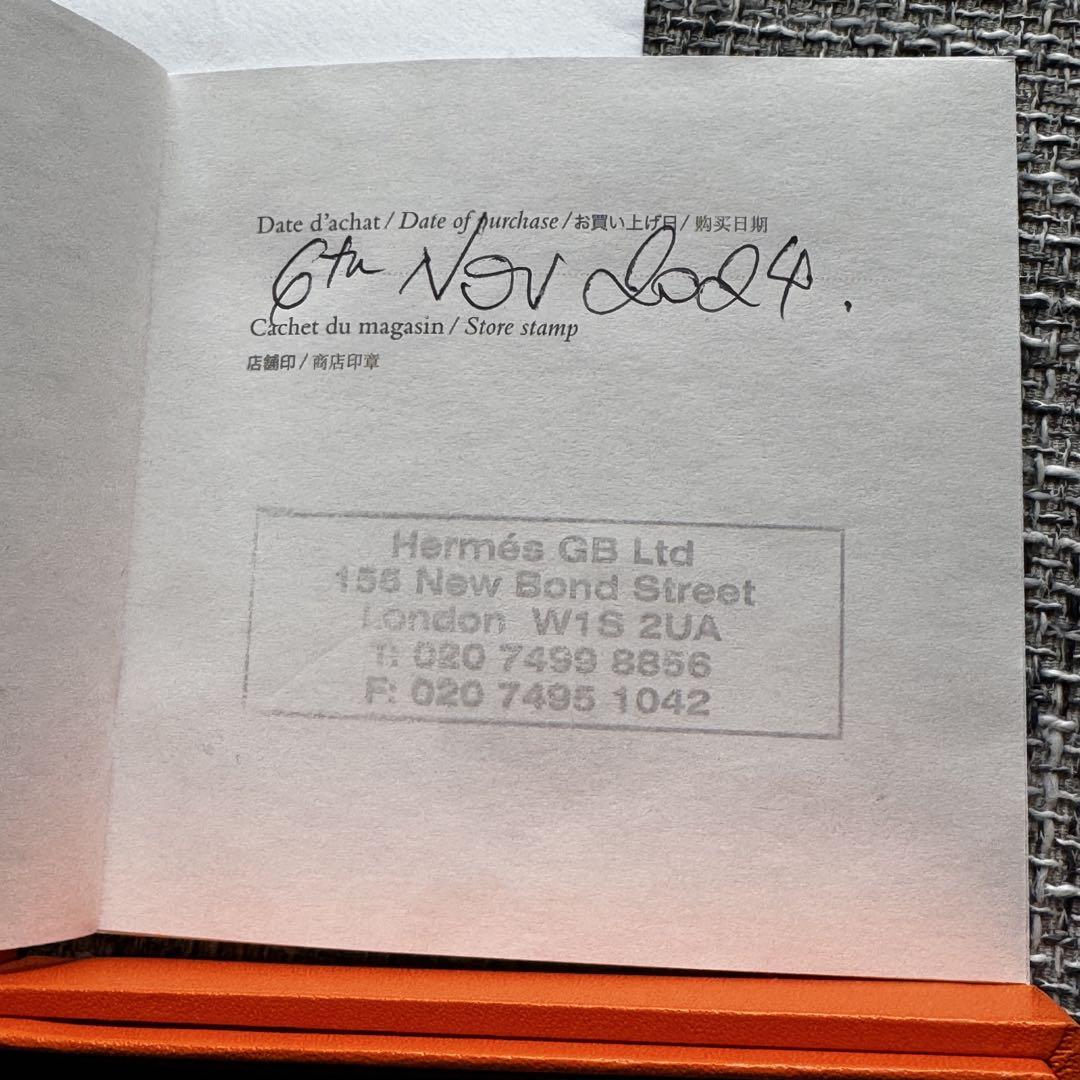 Date d'achat / Date of purchase / お買い上げ日 / 购买日期
6th Nov 2024.
Cachet du magasin / Store stamp
店舗印 / 商店印章
Hermés GB Ltd
155 New Bond Street
London W1S 2UA
T: 020 7499 8856
F: 020 7495 1042